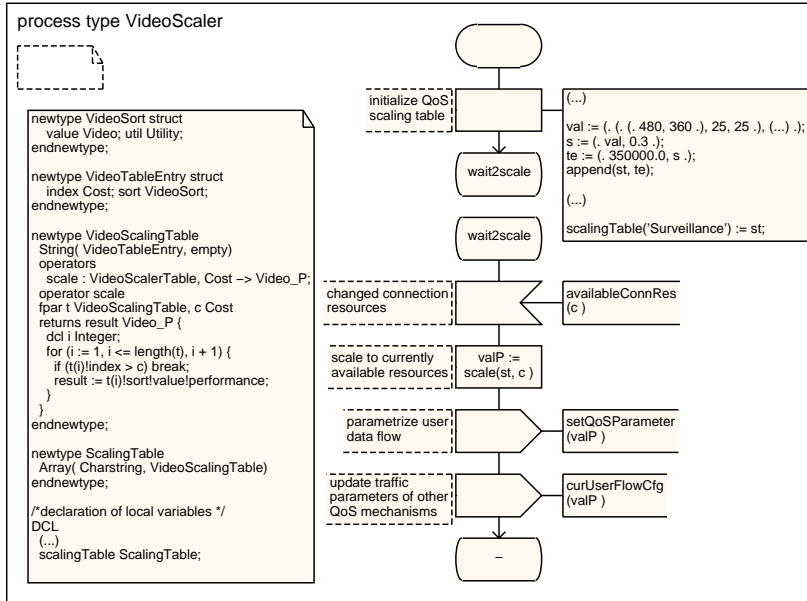 process type VideoScaler
newtype VideoSort struct
value Video; util Utility;
endnewtype;
newtype VideoTableEntry struct
index Cost; sort VideoSort;
endnewtype;
newtype VideoScalingTable
String( VideoTableEntry, empty)
operators
scale : VideoScalerTable, Cost −> Video_P;
operator scale
fpar t VideoScalingTable, c Cost
returns result Video_P {
dcl i Integer;
for (i := 1, i <= length(t), i + 1) {
if (t(i)!index > c) break;
result := t(i)!sort!value!performance;
}
}
endnewtype;
newtype ScalingTable
Array( Charstring, VideoScalingTable)
endnewtype;
/*declaration of local variables */
DCL
(...)
scalingTable ScalingTable;
initialize QoS
scaling table
(...)
val := (. (. (. 480, 360 .), 25, 25 .), (...) .);
s := (. val, 0.3 .);
te := (. 350000.0, s .);
append(st, te);
(...)
scalingTable('Surveillance') := st;
wait2scale
wait2scale
changed connection
resources
availableConnRes
(c )
scale to currently
available resources
valP :=
scale(st, c )
parametrize user
data flow
setQoSParameter
(valP )
update traffic
parameters of other
QoS mechanisms
curUserFlowCfg
(valP )
−